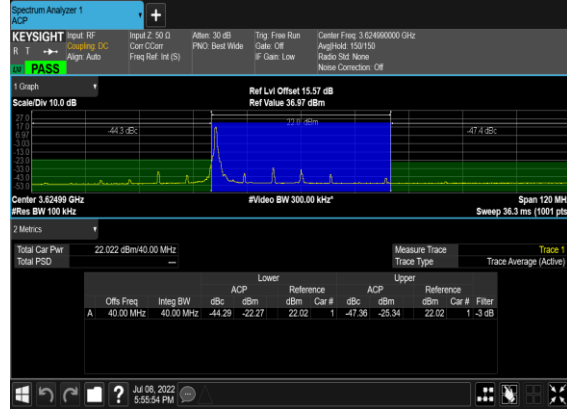 Spectrum Analyzer 1
ACP
+
KEYSIGHT Input: RF Input Z: 50 Ω Atten: 30 dB Trig: Free Run Center Freq: 3.624990000 GHz
R T Coupling: DC Corr CCorr PNO: Best Wide Gate: Off Avg|Hold: 150/150
Align: Auto Freq Ref: Int (S) IF Gain: Low Radio Std: None
PASS Noise Correction: Off
1 Graph
Ref Lvl Offset 15.57 dB
Scale/Div 10.0 dB Ref Value 36.97 dBm
27.0
17.0
6.97
-3.03
-13.0
-23.0
-33.0
-43.0
-53.0
-44.3 dBc 22.0 dBm -47.4 dBc
Center 3.62499 GHz #Video BW 300.00 kHz* Span 120 MH
#Res BW 100 kHz Sweep 36.3 ms (1001 pts
2 Metrics
Total Car Pwr 22.022 dBm/40.00 MHz Measure Trace Trace 1
Total PSD --- Trace Type Trace Average (Active)
Lower Upper
ACP Reference ACP Reference
Offs Freq Integ BW dBc dBm dBm Car # dBc dBm dBm Car # Filter
A 40.00 MHz 40.00 MHz -44.29 -22.27 22.02 1 -47.36 -25.34 22.02 1 -3 dB
? Jul 08, 2022
5:55:54 PM